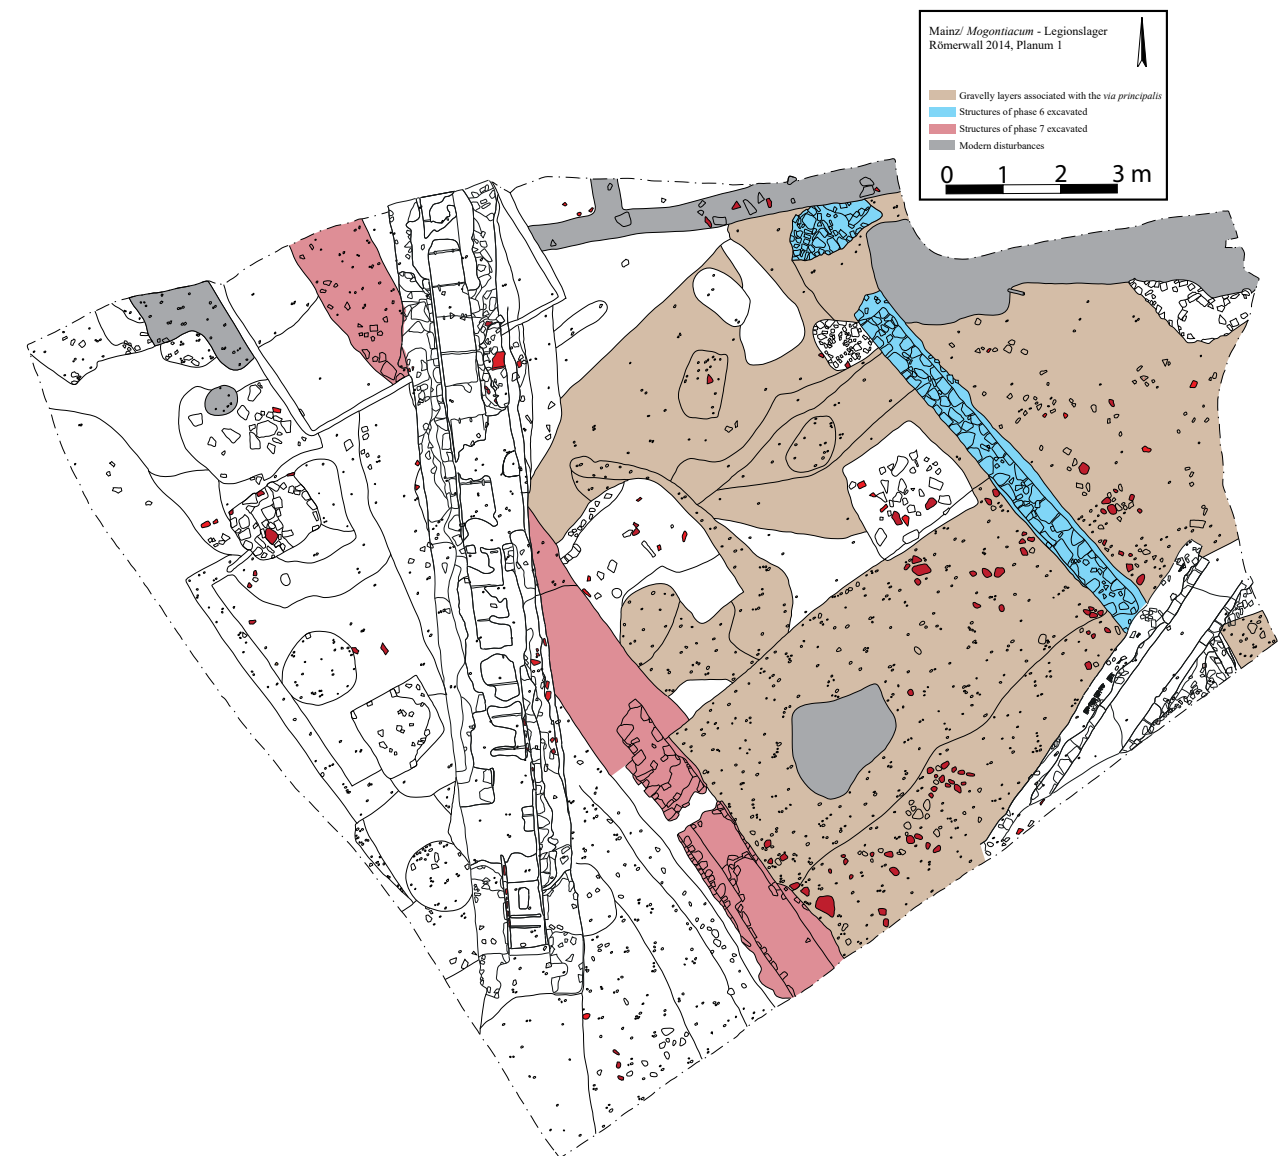 Mainz/ Mogontiacum - Legionslager
Römerwall 2014, Planum 1
Gravelly layers associated with the via principalis
Structures of phase 6 excavated
Structures of phase 7 excavated
Modern disturbances
0 1 2 3 m